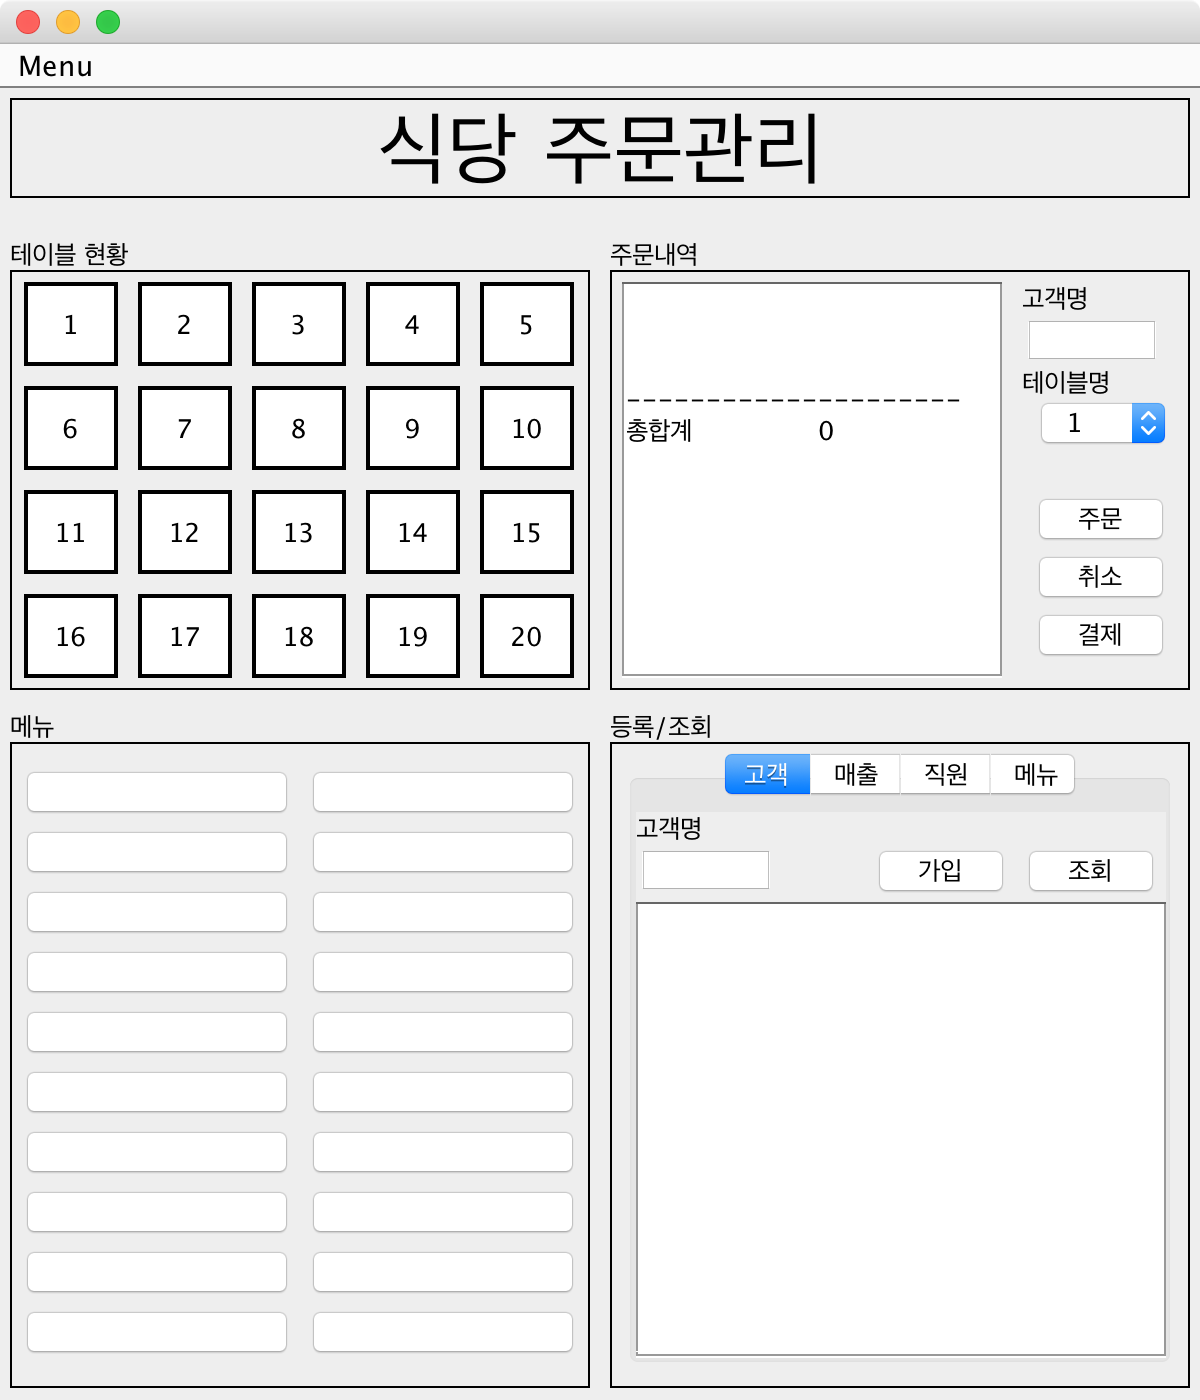 Menu
식당 주문관리
테이블 현황
1 2 3 4 5
6 7 8 9 10
11 12 13 14 15
16 17 18 19 20
주문내역
---------------------
총합계 0
고객명
테이블명
1
주문
취소
결제
메뉴
등록/조회
고객 매출 직원 메뉴
고객명
가입 조회